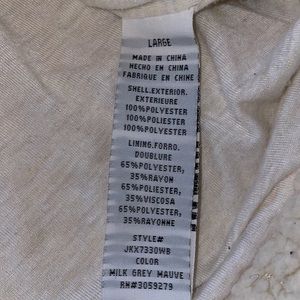 LARGE
MADE IN CHINA
HECHO EN CHINA
FABRIQUE EN CHINE
SHELL.EXTERIOR.
EXTERIEURE
100%POLYESTER
100%POLIESTER
100%POLYESTER
LINING.FORRO.
DOUBLURE
65%POLYESTER,
35%RAYON
65%POLIESTER,
35%VISCOSA
65%POLYESTER,
35%RAYONNE
STYLE#
JKX7330WB
COLOR
MILK GREY MAUVE
RN#3059279